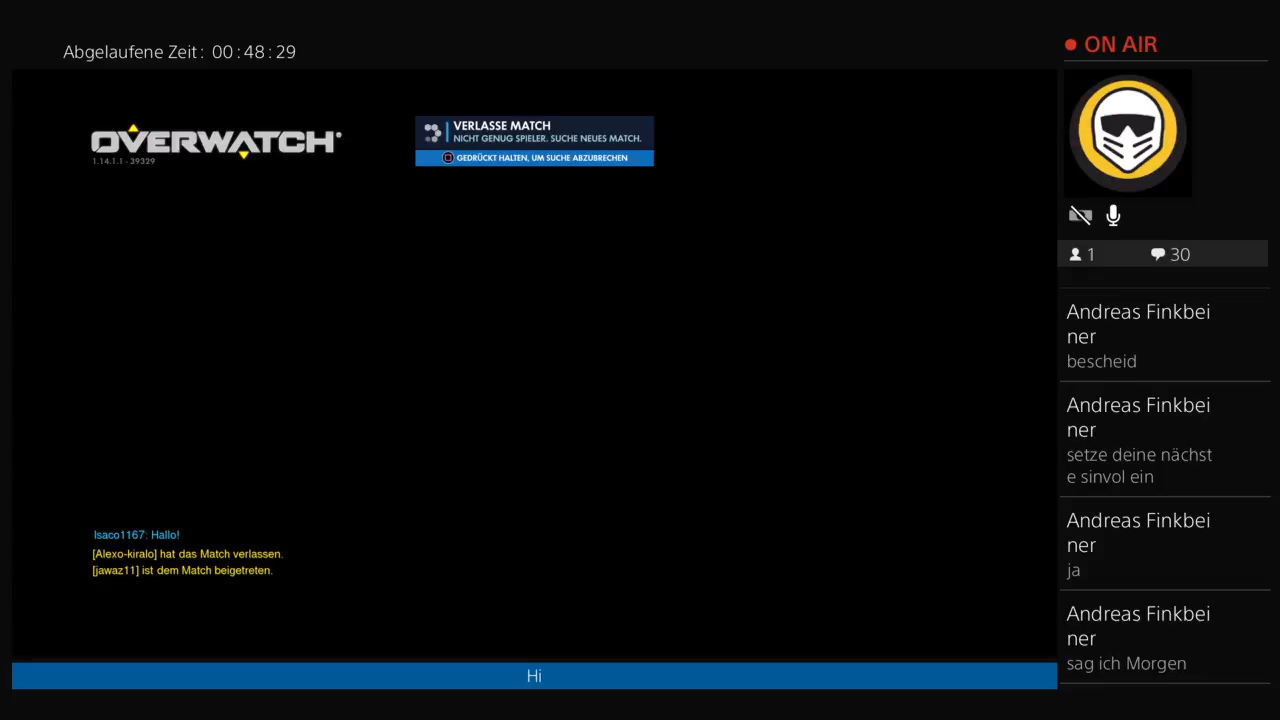 Abgelaufene Zeit: 00:48:29
ON AIR
OVERWATCH
1.14.1.1 - 39329
VERLASSE MATCH
NICHT GENUG SPIELER. SUCHE NEUES MATCH.
GEDRÜCKT HALTEN, UM SUCHE ABZUBRECHEN
1 30
Andreas Finkbei
ner
bescheid
Andreas Finkbei
ner
setze deine nächst
e sinvol ein
Andreas Finkbei
ner
ja
Andreas Finkbei
ner
sag ich Morgen
Isaco1167: Hallo!
[Alexo-kiralo] hat das Match verlassen.
[jawaz11] ist dem Match beigetreten.
Hi